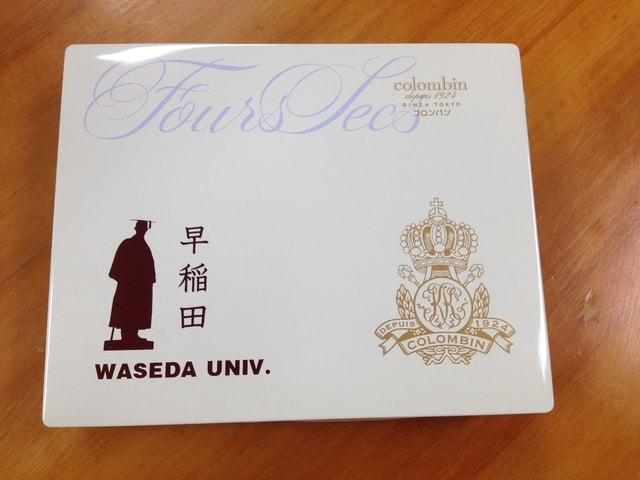 Fours Secs
colombin
depuis 1924
GINZA TOKYO
コロンバン
早稲田
WASEDA UNIV.
DEPUIS 1924
COLOMBIN